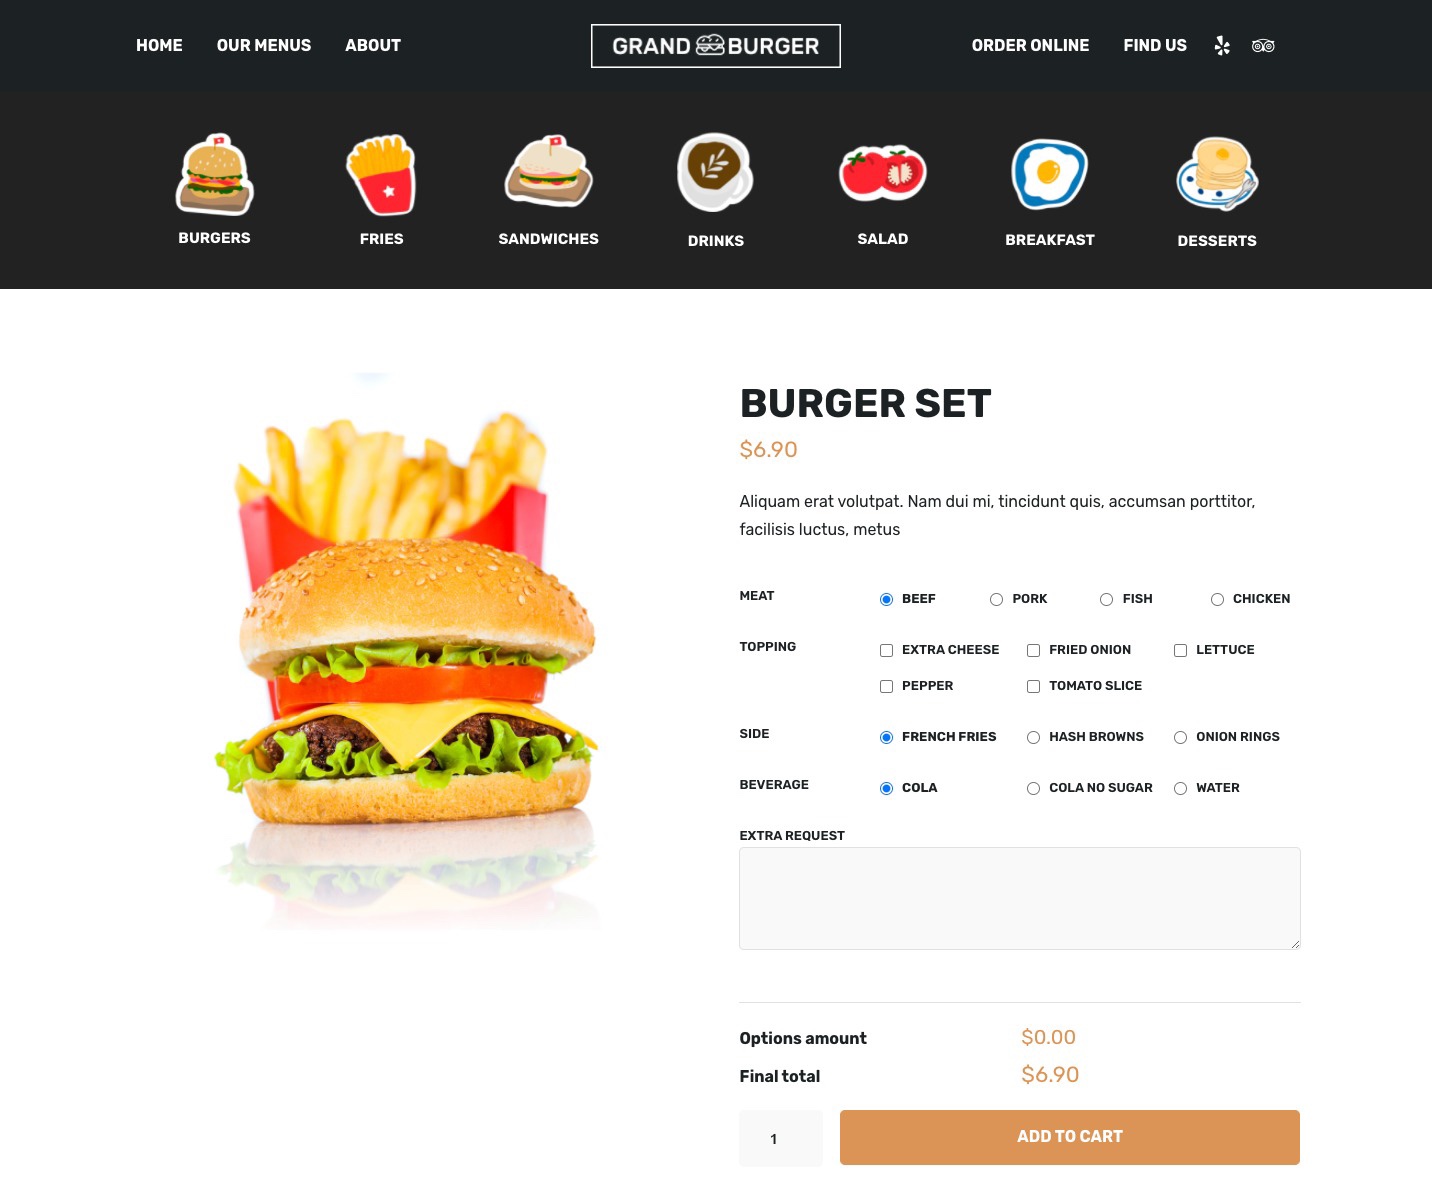 HOME OUR MENUS ABOUT GRAND BURGER ORDER ONLINE FIND US
BURGERS FRIES SANDWICHES DRINKS SALAD BREAKFAST DESSERTS
BURGER SET
$6.90
Aliquam erat volutpat. Nam dui mi, tincidunt quis, accumsan porttitor,
facilisis luctus, metus
MEAT BEEF PORK FISH CHICKEN
TOPPING EXTRA CHEESE FRIED ONION LETTUCE
PEPPER TOMATO SLICE
SIDE FRENCH FRIES HASH BROWNS ONION RINGS
BEVERAGE COLA COLA NO SUGAR WATER
EXTRA REQUEST
Options amount $0.00
Final total $6.90
1 ADD TO CART